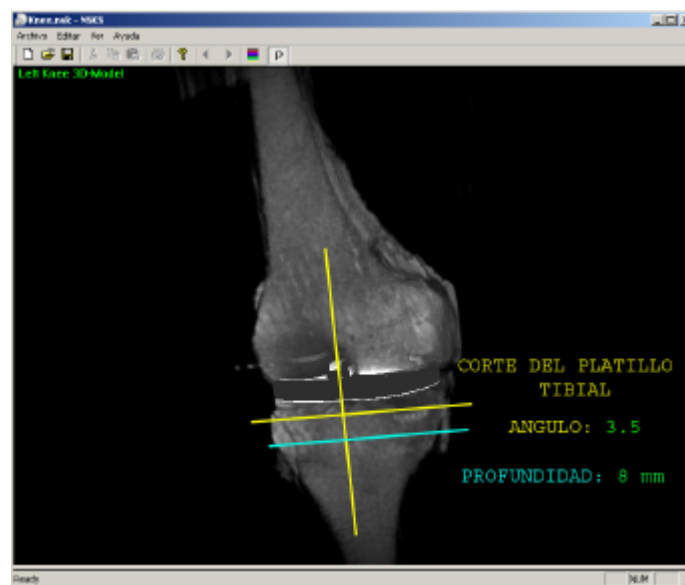 Knee.nsk - NSKS
Archivo Editar Ver Ayuda
Left Knee 3D-Model
CORTE DEL PLATILLO
TIBIAL
ANGULO: 3.5
PROFUNDIDAD: 8 mm
Ready
NUM